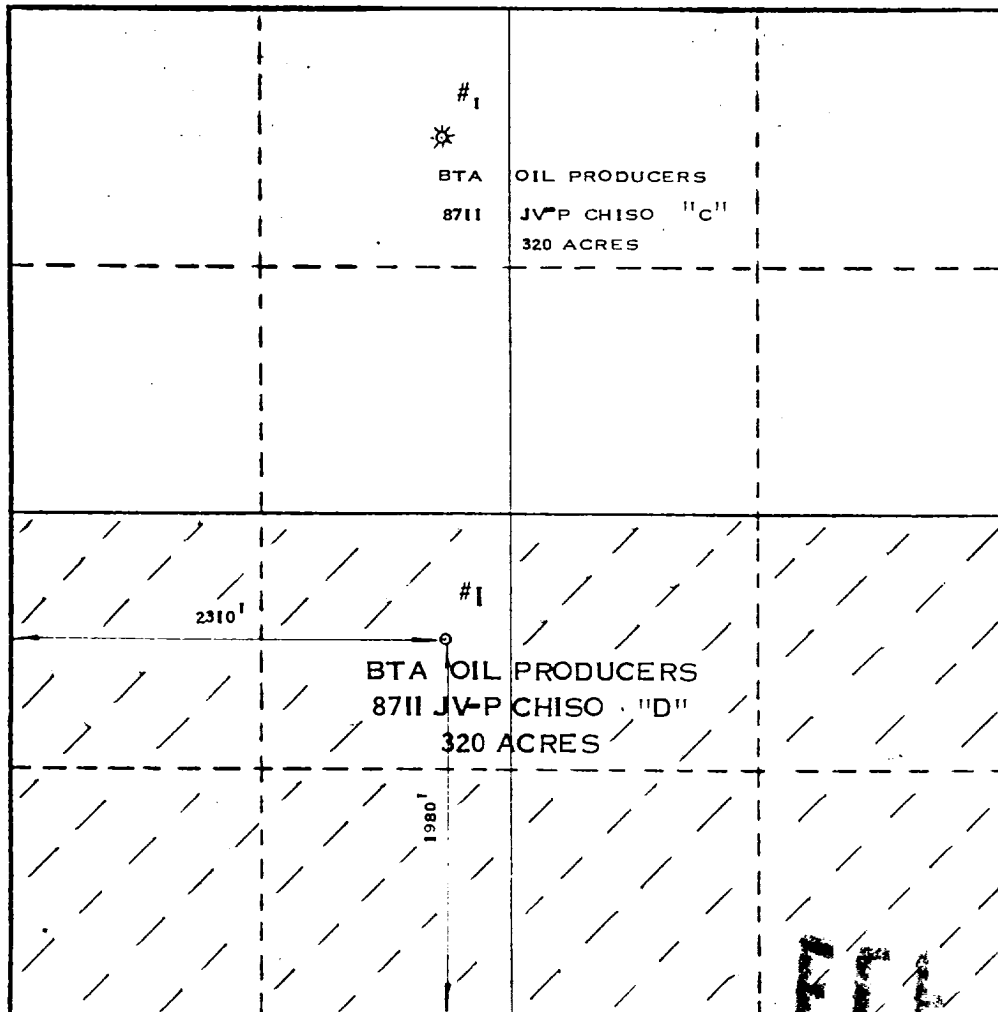 #1
BTA OIL PRODUCERS
8711 JV-P CHISO "C"
320 ACRES
#1
2310'
BTA OIL PRODUCERS
8711 JV-P CHISO "D"
320 ACRES
1980'